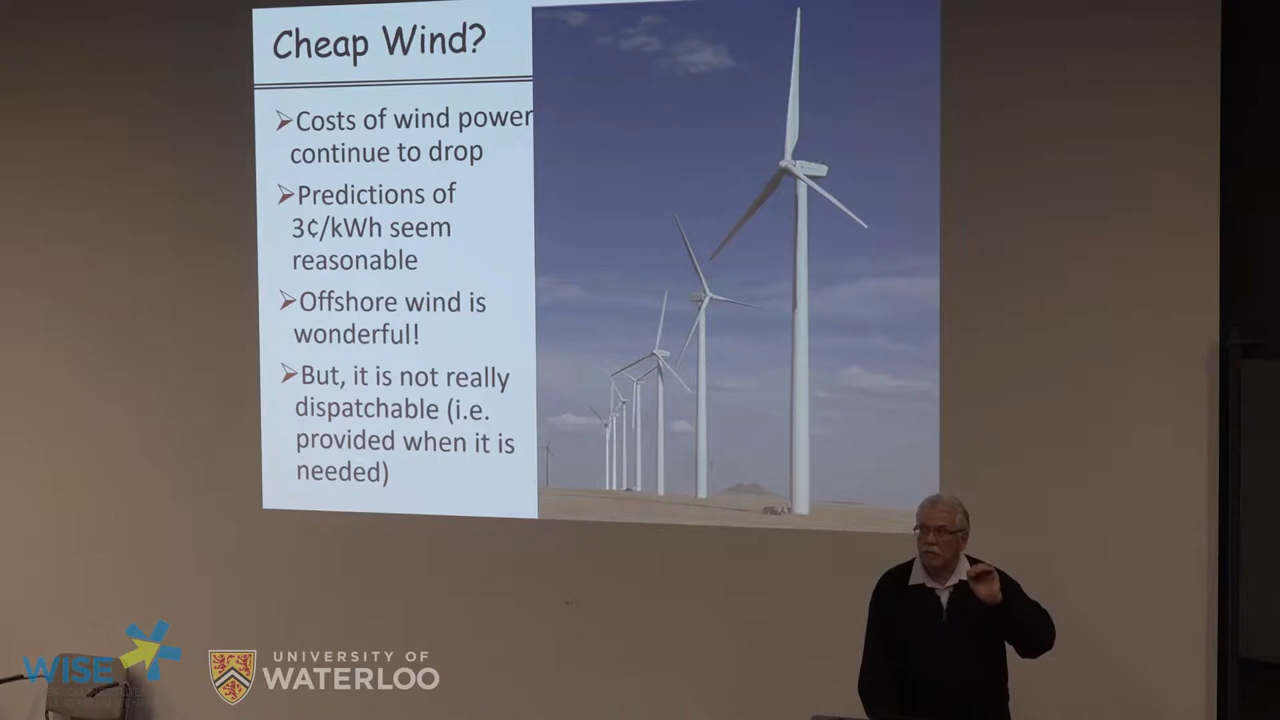 Cheap Wind?
➢Costs of wind power
continue to drop
➢Predictions of
3¢/kWh seem
reasonable
➢Offshore wind is
wonderful!
➢But, it is not really
dispatchable (i.e.
provided when it is
needed)
WISE
UNIVERSITY OF
WATERLOO